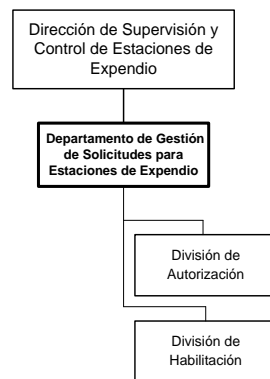 Dirección de Supervisión y
Control de Estaciones de
Expendio
Departamento de Gestión
de Solicitudes para
Estaciones de Expendio
División de
Autorización
División de
Habilitación